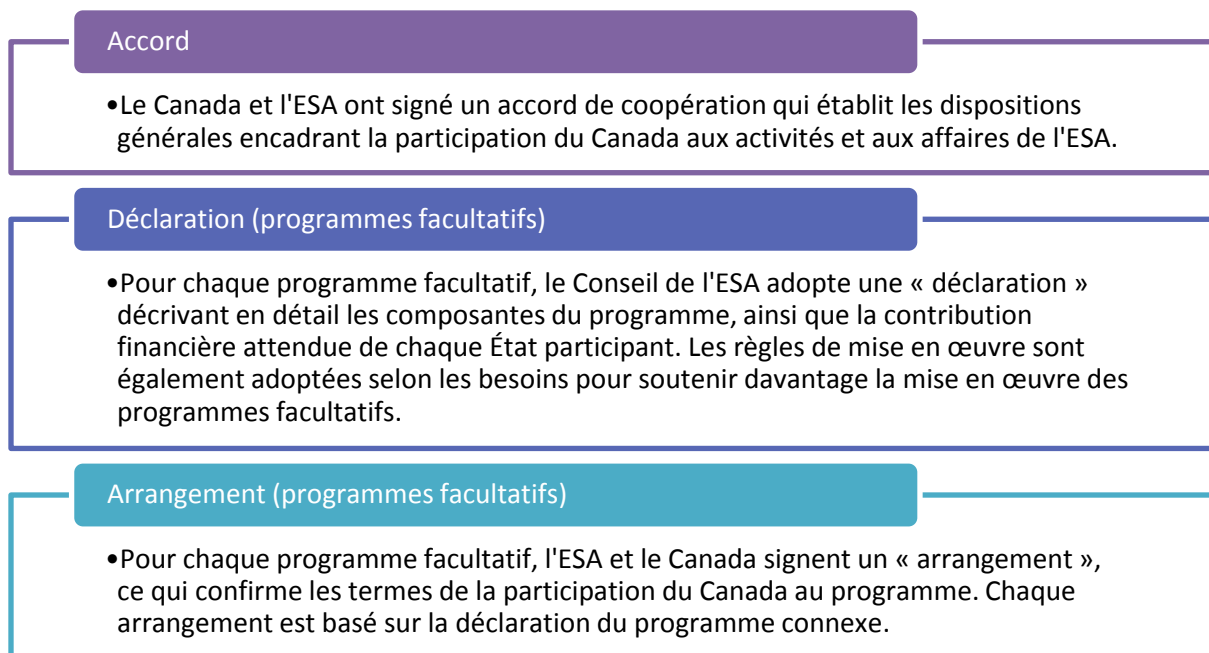 Accord
•Le Canada et l'ESA ont signé un accord de coopération qui établit les dispositions
générales encadrant la participation du Canada aux activités et aux affaires de l'ESA.
Déclaration (programmes facultatifs)
•Pour chaque programme facultatif, le Conseil de l'ESA adopte une « déclaration »
décrivant en détail les composantes du programme, ainsi que la contribution
financière attendue de chaque État participant. Les règles de mise en œuvre sont
également adoptées selon les besoins pour soutenir davantage la mise en œuvre des
programmes facultatifs.
Arrangement (programmes facultatifs)
•Pour chaque programme facultatif, l'ESA et le Canada signent un « arrangement »,
ce qui confirme les termes de la participation du Canada au programme. Chaque
arrangement est basé sur la déclaration du programme connexe.